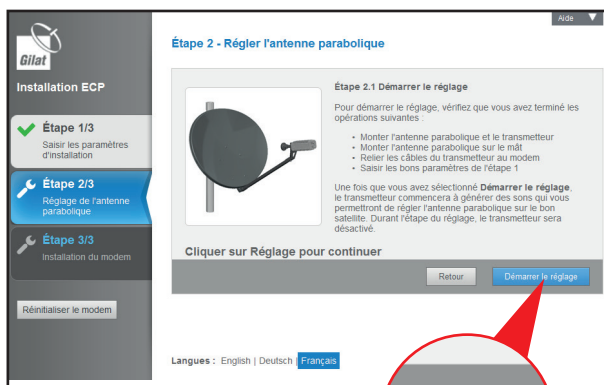 Aide
Gilat
Installation ECP
Étape 1/3
Saisir les paramètres
d'installation
Étape 2/3
Réglage de l'antenne
parabolique
Étape 3/3
Installation du modem
Réinitialiser le modem
Étape 2 - Régler l'antenne parabolique
Étape 2.1 Démarrer le réglage
Pour démarrer le réglage, vérifiez que vous avez terminé les
opérations suivantes :
• Monter l'antenne parabolique et le transmetteur
• Monter l'antenne parabolique sur le mât
• Relier les câbles du transmetteur au modem
• Saisir les bons paramètres de l'étape 1
Une fois que vous avez sélectionné Démarrer le réglage,
le transmetteur commencera à générer des sons qui vous
permettront de régler l'antenne parabolique sur le bon
satellite. Durant l'étape du réglage, le transmetteur sera
désactivé.
Cliquer sur Réglage pour continuer
Retour
Démarrer le réglage
Langues : English | Deutsch | Français